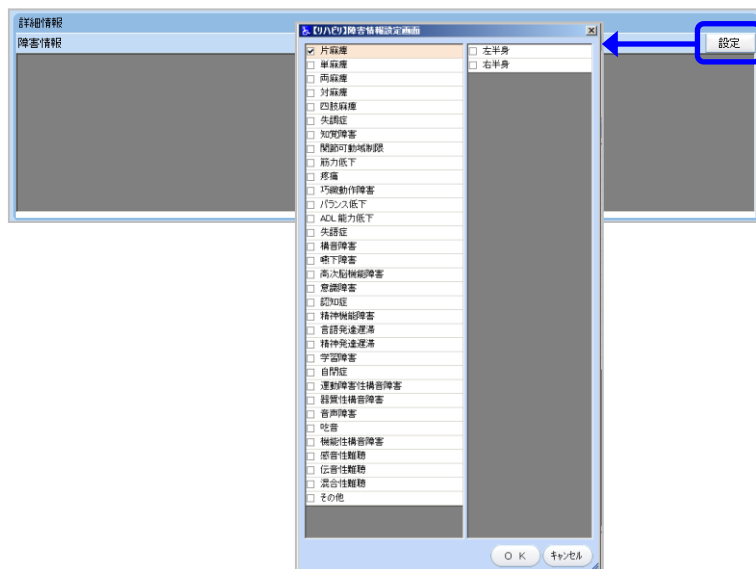 詳細情報
障害情報
設定
【リハビリ】障害情報設定画面
片麻痺
単麻痺
両麻痺
対麻痺
四肢麻痺
失調症
知覚障害
関節可動域制限
筋力低下
疼痛
巧緻動作障害
バランス低下
ADL 能力低下
失語症
構音障害
嚥下障害
高次脳機能障害
意識障害
認知症
精神機能障害
言語発達遅滞
精神発達遅滞
学習障害
自閉症
運動障害性構音障害
器質性構音障害
音声障害
吃音
機能性構音障害
感音性難聴
伝音性難聴
混合性難聴
その他
左半身
右半身
ＯＫ
キャンセル